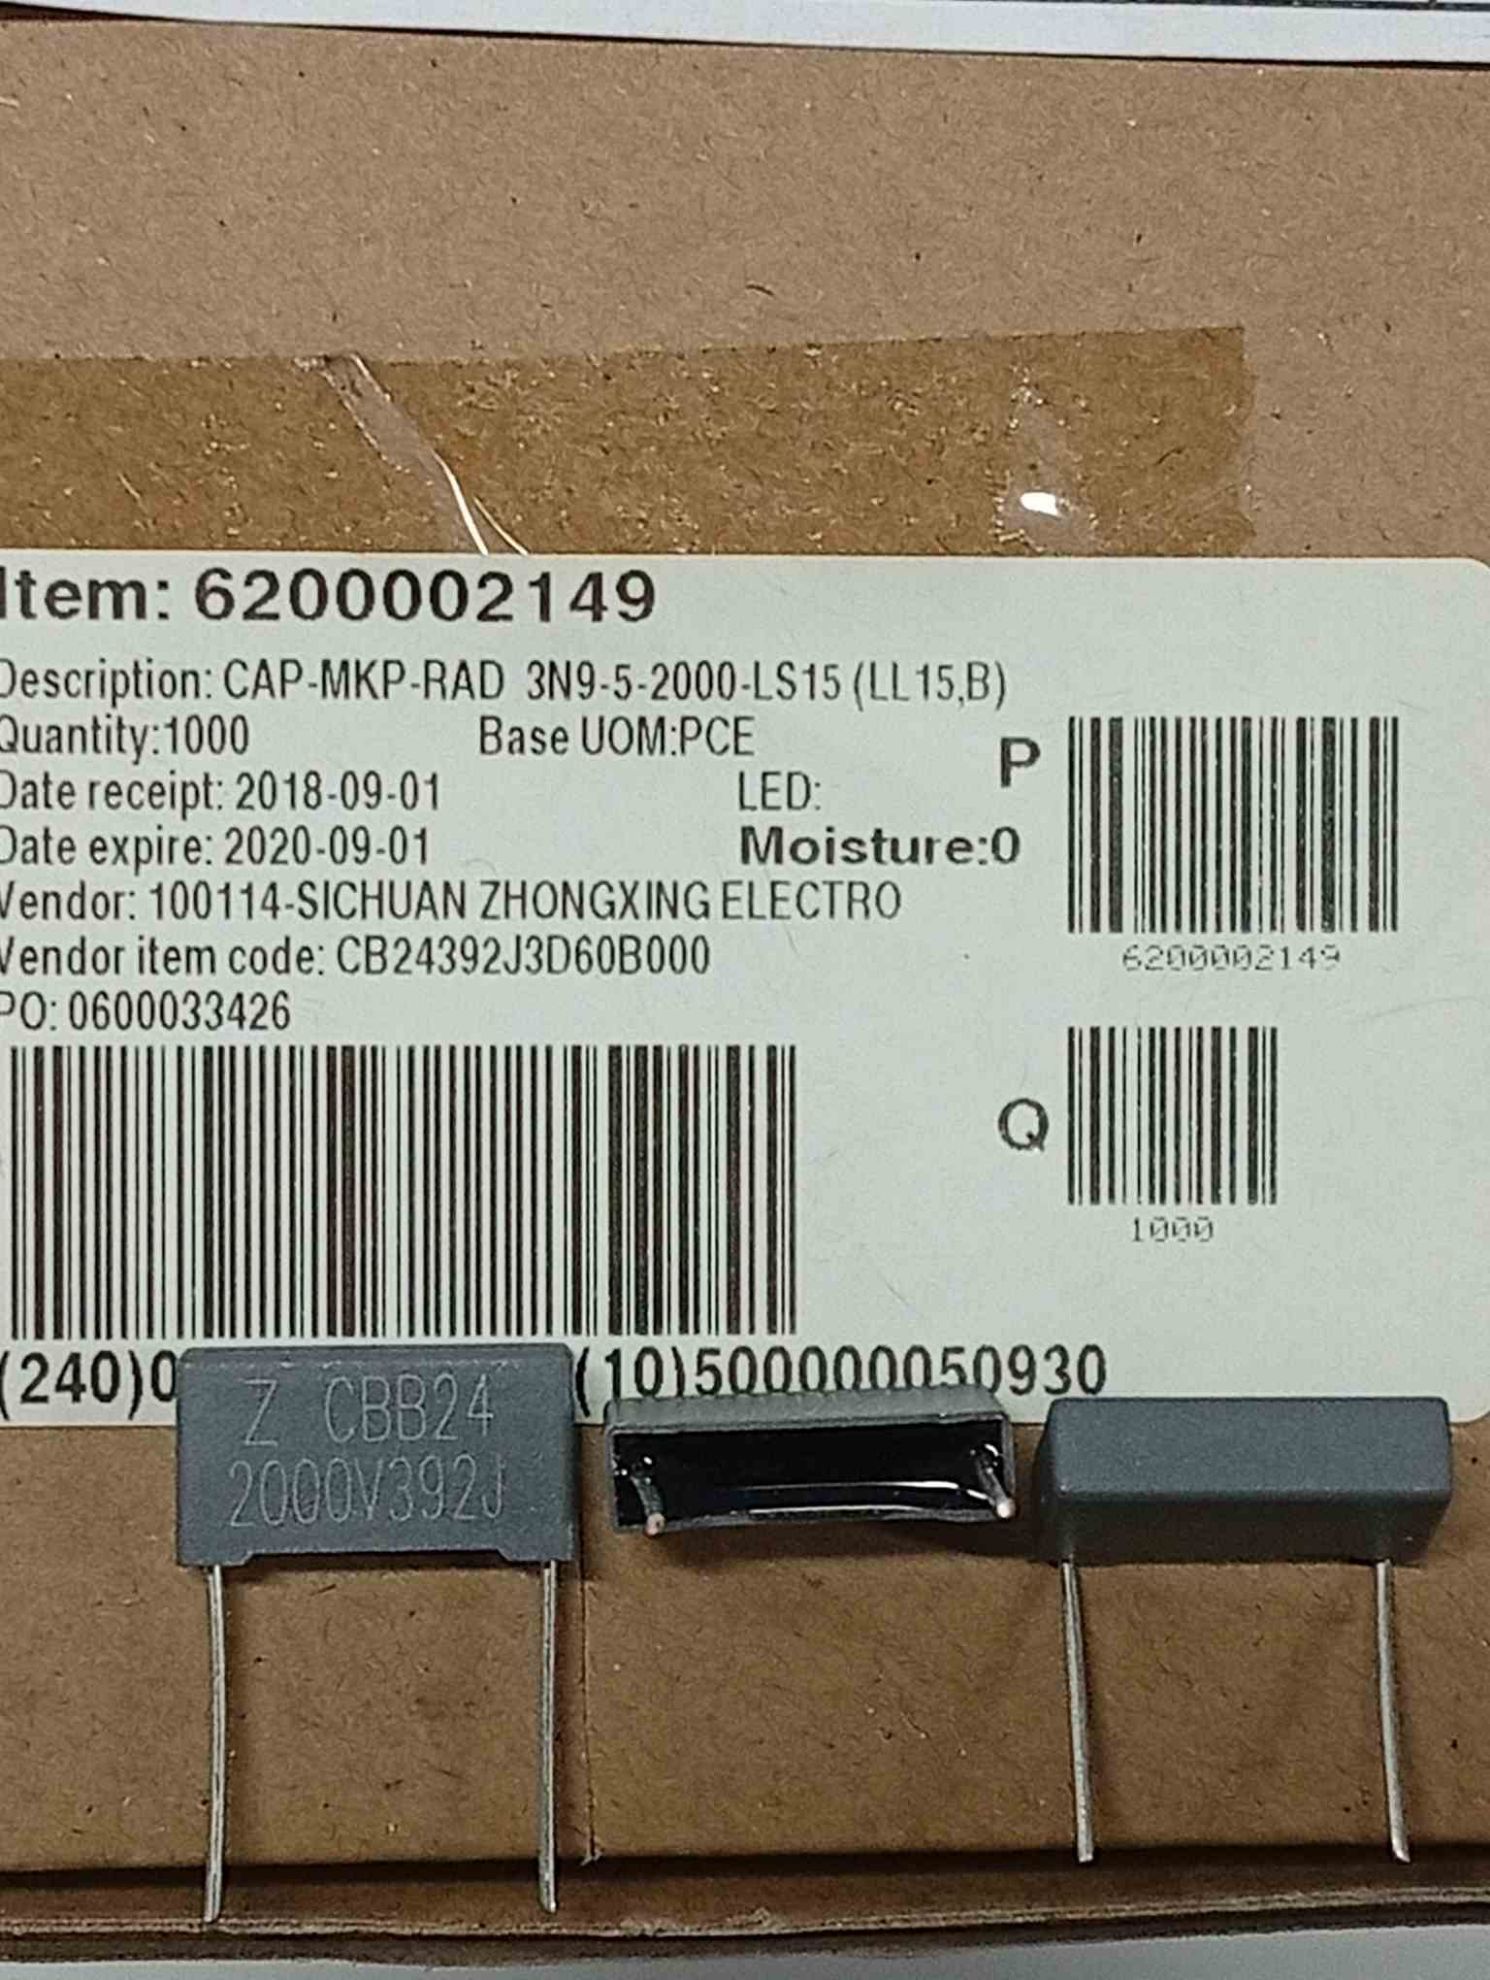 Item: 6200002149
Description: CAP-MKP-RAD 3N9-5-2000-LS15 (LL15,B)
Quantity:1000 Base UOM:PCE
Date receipt: 2018-09-01 LED:
Date expire: 2020-09-01 Moisture:0
Vendor: 100114-SICHUAN ZHONGXING ELECTRO
Vendor item code: CB24392J3D60B000
PO: 0600033426
P
6200002149
Q
1000
(240)0
(10)500000050930
Z CBB24
2000V392J